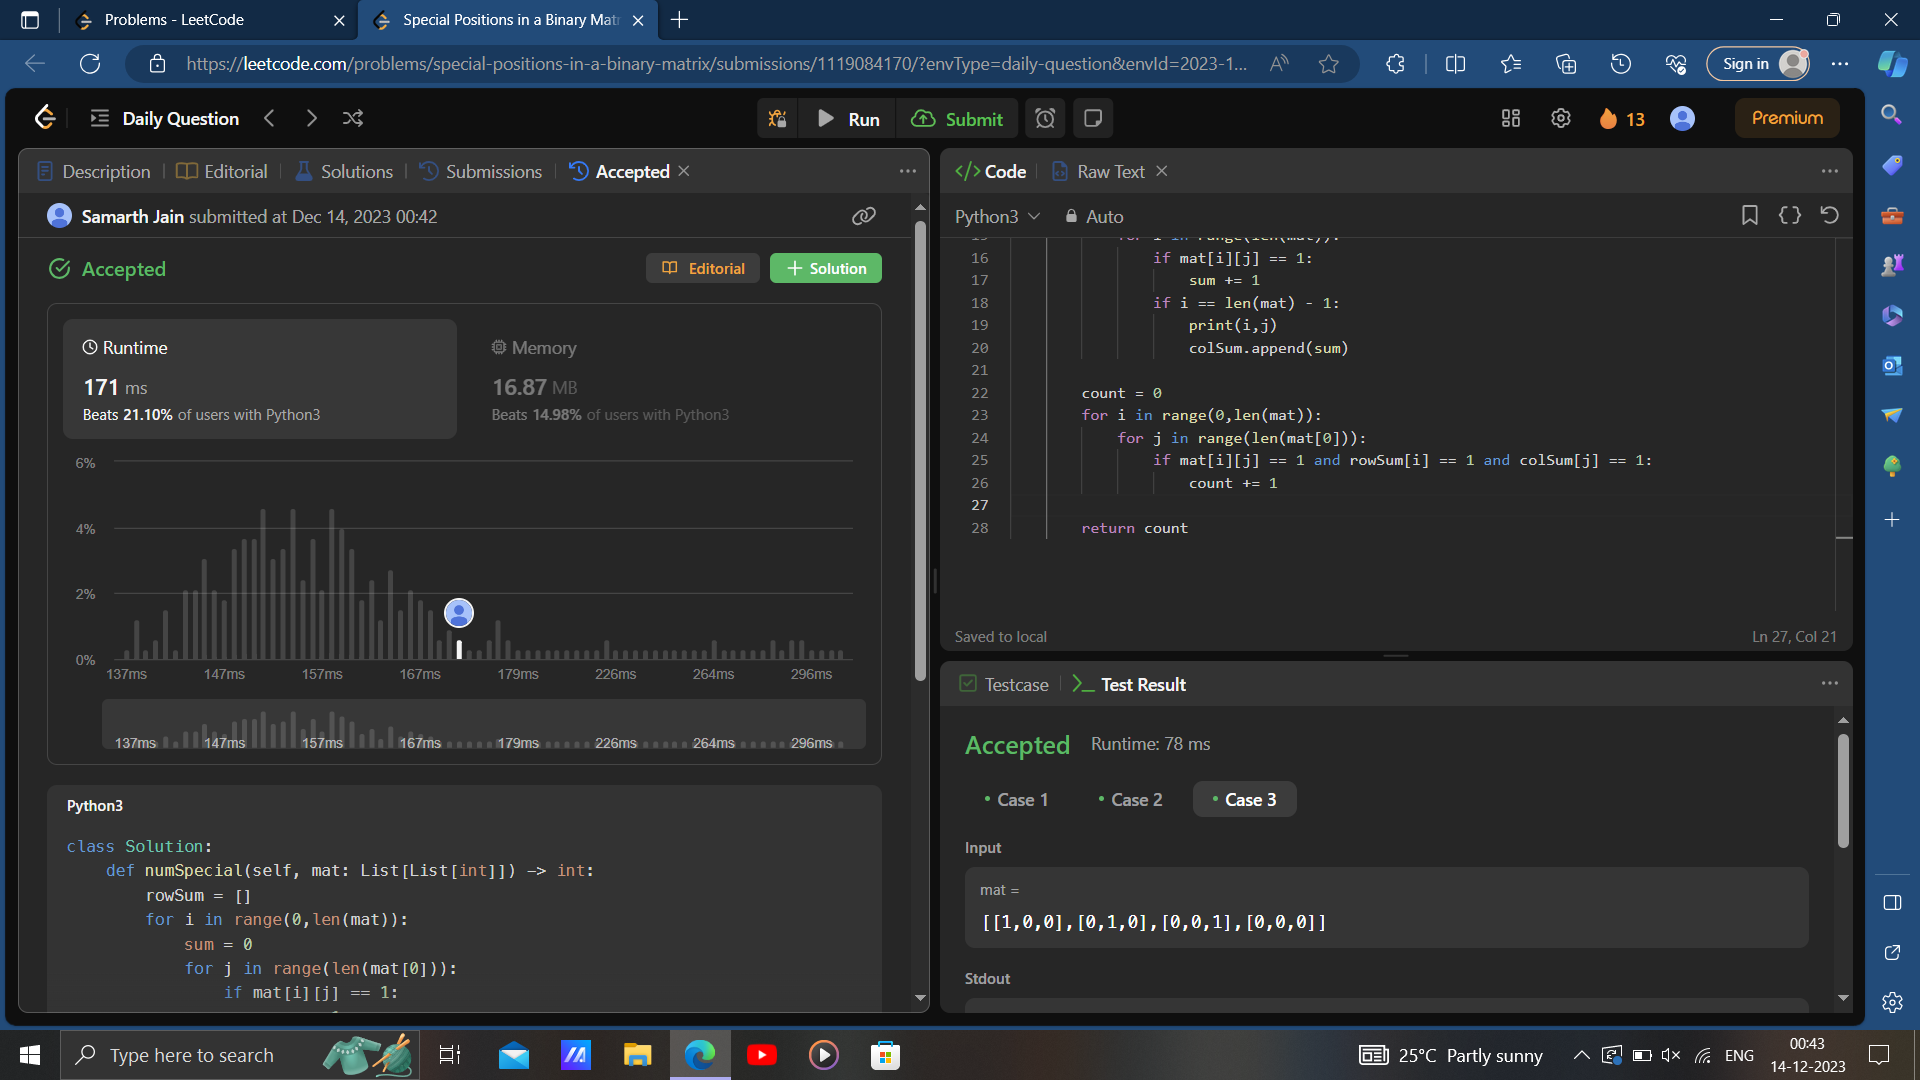 Problems - LeetCode
Special Positions in a Binary Mat
https://leetcode.com/problems/special-positions-in-a-binary-matrix/submissions/1119084170/?envType=daily-question&envId=2023-1...
Sign in
Daily Question
Run
Submit
13
Premium
Description
Editorial
Solutions
Submissions
Accepted
Samarth Jain submitted at Dec 14, 2023 00:42
Accepted
Editorial
Solution
Runtime
171 ms
Beats 21.10% of users with Python3
Memory
16.87 MB
Beats 14.98% of users with Python3
6%
4%
2%
0%
137ms 147ms 157ms 167ms 179ms 226ms 264ms 296ms
137ms 147ms 157ms 167ms 179ms 226ms 264ms 296ms
Python3
class Solution:
def numSpecial(self, mat: List[List[int]]) -> int:
rowSum = []
for i in range(0,len(mat)):
sum = 0
for j in range(len(mat[0])):
if mat[i][j] == 1:
</> Code
Raw Text
Python3
Auto
15 for i in range(len(mat)):
16 if mat[i][j] == 1:
17 sum += 1
18 if i == len(mat) - 1:
19 print(i,j)
20 colSum.append(sum)
21
22 count = 0
23 for i in range(0,len(mat)):
24 for j in range(len(mat[0])):
25 if mat[i][j] == 1 and rowSum[i] == 1 and colSum[j] == 1:
26 count += 1
27
28 return count
Saved to local
Ln 27, Col 21
Testcase
Test Result
Accepted
Runtime: 78 ms
• Case 1
• Case 2
• Case 3
Input
mat =
[[1,0,0],[0,1,0],[0,0,1],[0,0,0]]
Stdout
Type here to search
25°C Partly sunny
ENG
00:43
14-12-2023